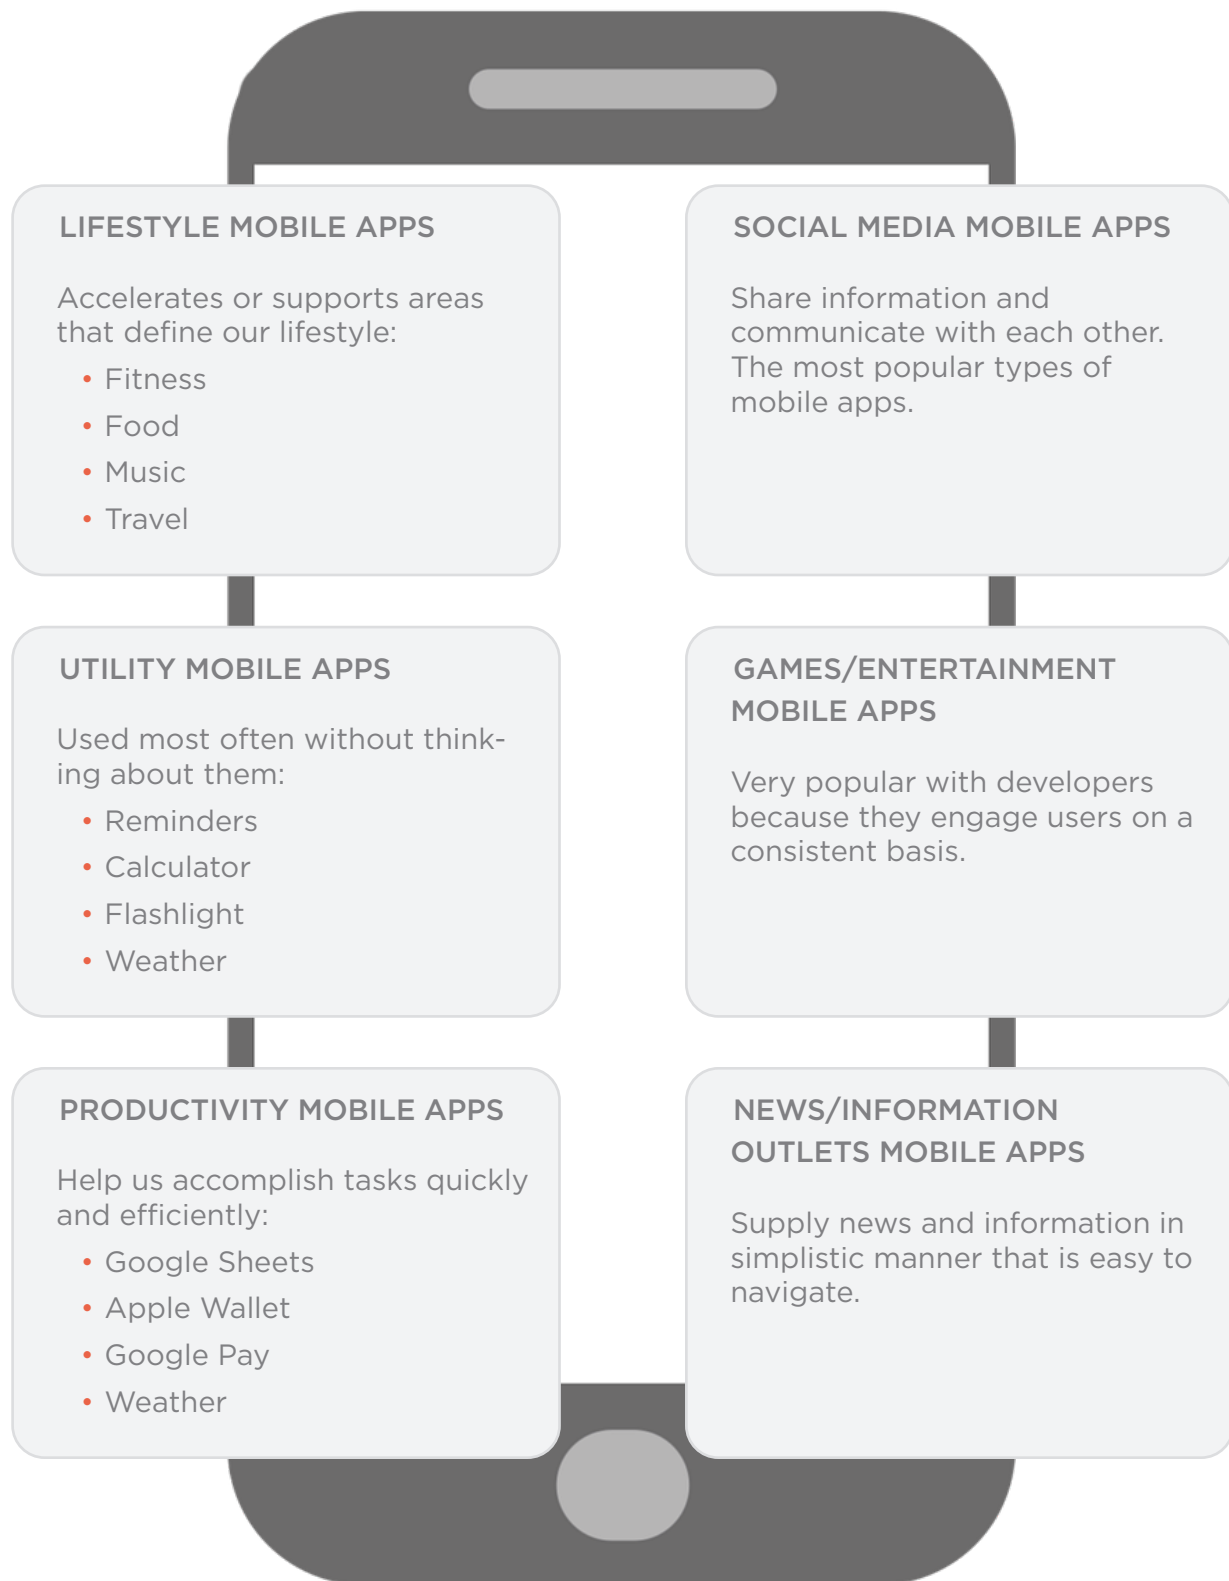 LIFESTYLE MOBILE APPS
Accelerates or supports areas
that define our lifestyle:
• Fitness
• Food
• Music
• Travel
SOCIAL MEDIA MOBILE APPS
Share information and
communicate with each other.
The most popular types of
mobile apps.
UTILITY MOBILE APPS
Used most often without think-
ing about them:
• Reminders
• Calculator
• Flashlight
• Weather
GAMES/ENTERTAINMENT
MOBILE APPS
Very popular with developers
because they engage users on a
consistent basis.
PRODUCTIVITY MOBILE APPS
Help us accomplish tasks quickly
and efficiently:
• Google Sheets
• Apple Wallet
• Google Pay
• Weather
NEWS/INFORMATION
OUTLETS MOBILE APPS
Supply news and information in
simplistic manner that is easy to
navigate.